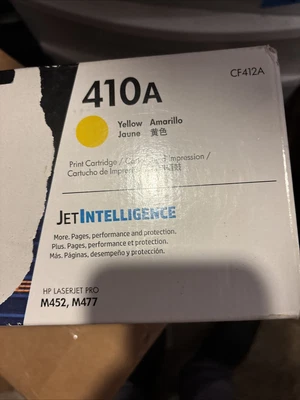 410A
CF412A
Yellow Amarillo
Jaune 黄色
Print Cartridge / Impression /
Cartucho de Impres
JETINTELLIGENCE
More. Pages, performance and protection.
Plus. Pages, performance et protection.
Más. Páginas, desempeño y protección.
HP LASERJET PRO
M452, M477